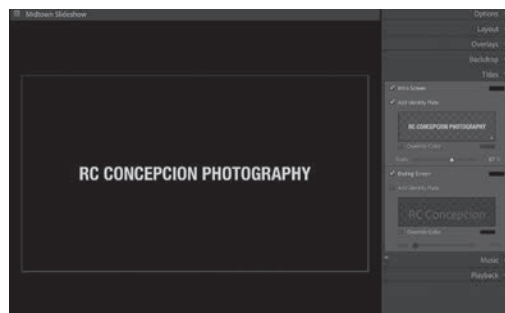 Midtown Slideshow
RC CONCEPCION PHOTOGRAPHY
Options
Layout
Overlays
Backdrop
Titles
Intro Screen
Add Identity Plate
RC CONCEPCION PHOTOGRAPHY
Override Color
Scale
67 %
Ending Screen
Add Identity Plate
RC Concepcion
Override Color
Music
Playback